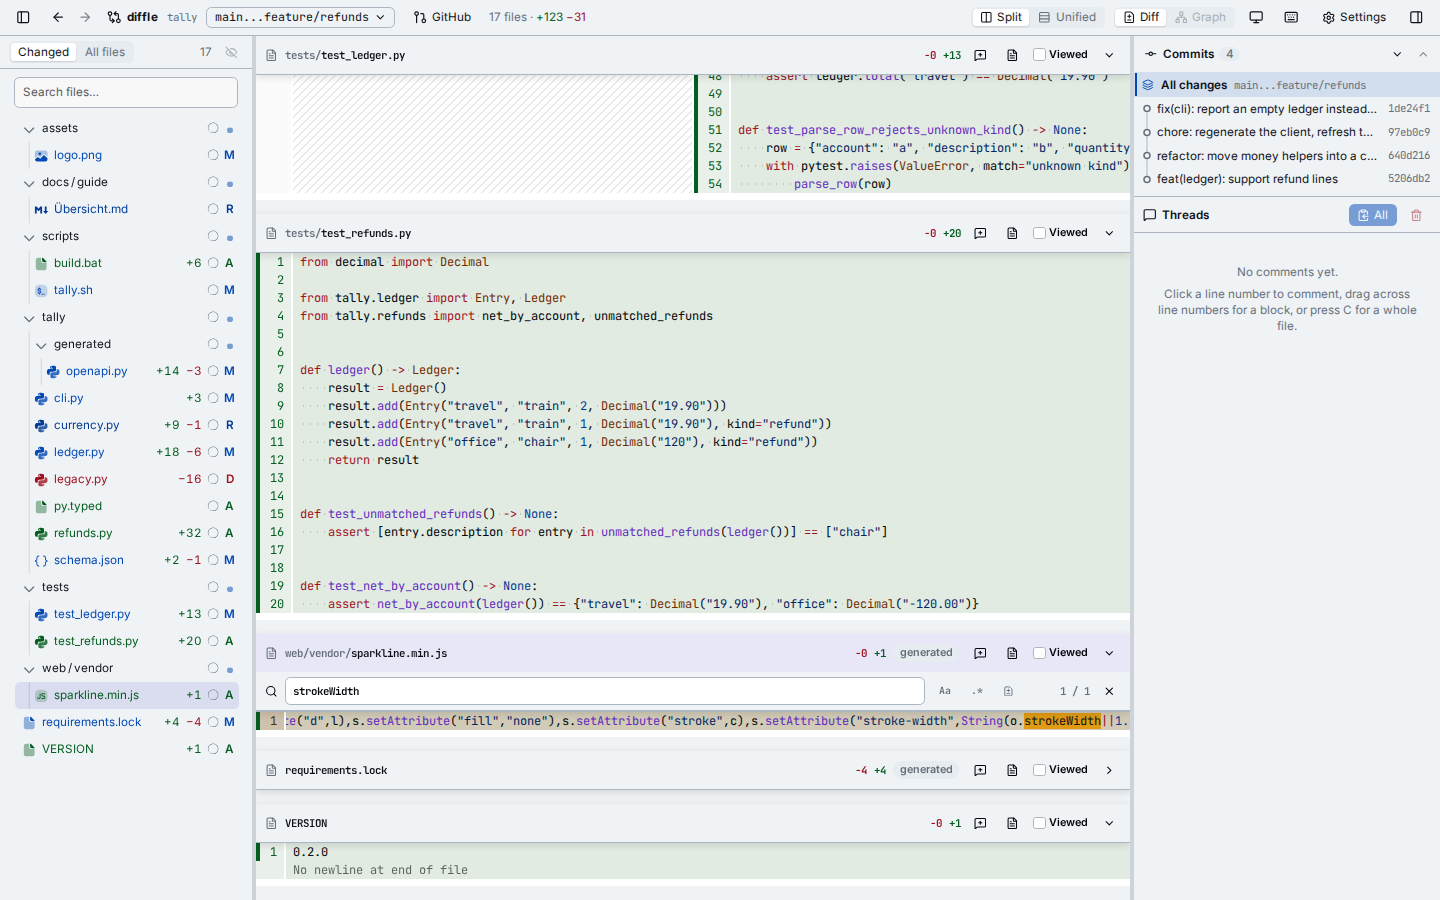 diffle tally main...feature/refunds GitHub 17 files · +123 −31 Split Unified Diff Graph Settings
Changed All files 17
Search files...
assets
logo.png M
docs/guide
Übersicht.md R
scripts
build.bat +6 A
tally.sh M
tally
generated
openapi.py +14 −3 M
cli.py +3 M
currency.py +9 −1 R
ledger.py +18 −6 M
legacy.py −16 D
py.typed A
refunds.py +32 A
schema.json +2 −1 M
tests
test_ledger.py +13 M
test_refunds.py +20 A
web/vendor
sparkline.min.js +1 A
requirements.lock +4 −4 M
VERSION +1 A
tests/test_ledger.py -0 +13 Viewed
48 assert ledger.total("travel") == Decimal("19.90")
49
50
51 def test_parse_row_rejects_unknown_kind() -> None:
52 row = {"account": "a", "description": "b", "quantity
53 with pytest.raises(ValueError, match="unknown kind")
54 parse_row(row)
tests/test_refunds.py -0 +20 Viewed
1 from decimal import Decimal
2
3 from tally.ledger import Entry, Ledger
4 from tally.refunds import net_by_account, unmatched_refunds
5
6
7 def ledger() -> Ledger:
8 result = Ledger()
9 result.add(Entry("travel", "train", 2, Decimal("19.90")))
10 result.add(Entry("travel", "train", 1, Decimal("19.90"), kind="refund"))
11 result.add(Entry("office", "chair", 1, Decimal("120"), kind="refund"))
12 return result
13
14
15 def test_unmatched_refunds() -> None:
16 assert [entry.description for entry in unmatched_refunds(ledger())] == ["chair"]
17
18
19 def test_net_by_account() -> None:
20 assert net_by_account(ledger()) == {"travel": Decimal("19.90"), "office": Decimal("-120.00")}
web/vendor/sparkline.min.js -0 +1 generated Viewed
strokeWidth Aa .* 1 / 1
1 te("d",l),s.setAttribute("fill","none"),s.setAttribute("stroke",c),s.setAttribute("stroke-width",String(o.strokeWidth||1.
requirements.lock -4 +4 generated Viewed
VERSION -0 +1 Viewed
1 0.2.0
No newline at end of file
Commits 4
All changes main...feature/refunds
fix(cli): report an empty ledger instead... 1de24f1
chore: regenerate the client, refresh t... 97eb0c9
refactor: move money helpers into a c... 640d216
feat(ledger): support refund lines 5206db2
Threads All
No comments yet.
Click a line number to comment, drag across
line numbers for a block, or press C for a whole
file.